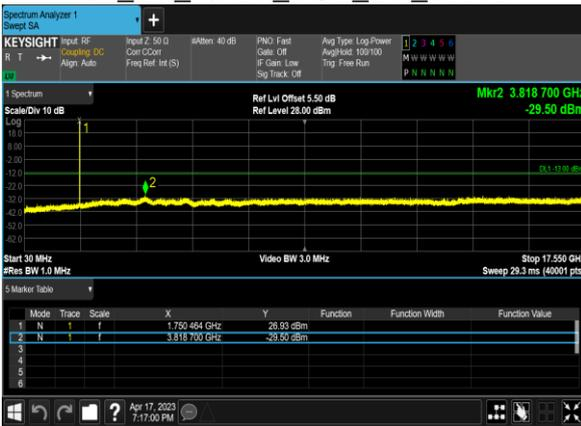 Spectrum Analyzer 1
Swept SA
+
KEYSIGHT
R T
LXI
Input: RF
Coupling: DC
Align: Auto
Input Z: 50 Ω
Corr CCorr
Freq Ref: Int (S)
#Atten: 40 dB
PNO: Fast
Gate: Off
IF Gain: Low
Sig Track: Off
Avg Type: Log-Power
Avg|Hold: 100/100
Trig: Free Run
1 2 3 4 5 6
M W W W W W
P N N N N N
1 Spectrum
Scale/Div 10 dB
Ref Lvl Offset 5.50 dB
Ref Level 28.00 dBm
Mkr2 3.818 700 GHz
-29.50 dBm
Log
18.0
8.00
-2.00
-12.0
-22.0
-32.0
-42.0
-52.0
-62.0
1
2
DL1 -13.00 dBm
Start 30 MHz
#Res BW 1.0 MHz
Video BW 3.0 MHz
Stop 17.550 GH
Sweep 29.3 ms (40001 pts
5 Marker Table
Mode Trace Scale X Y Function Function Width Function Value
1 N 1 f 1.750 464 GHz 26.93 dBm
2 N 1 f 3.818 700 GHz -29.50 dBm
3
4
5
6
?
Apr 17, 2023
7:17:00 PM